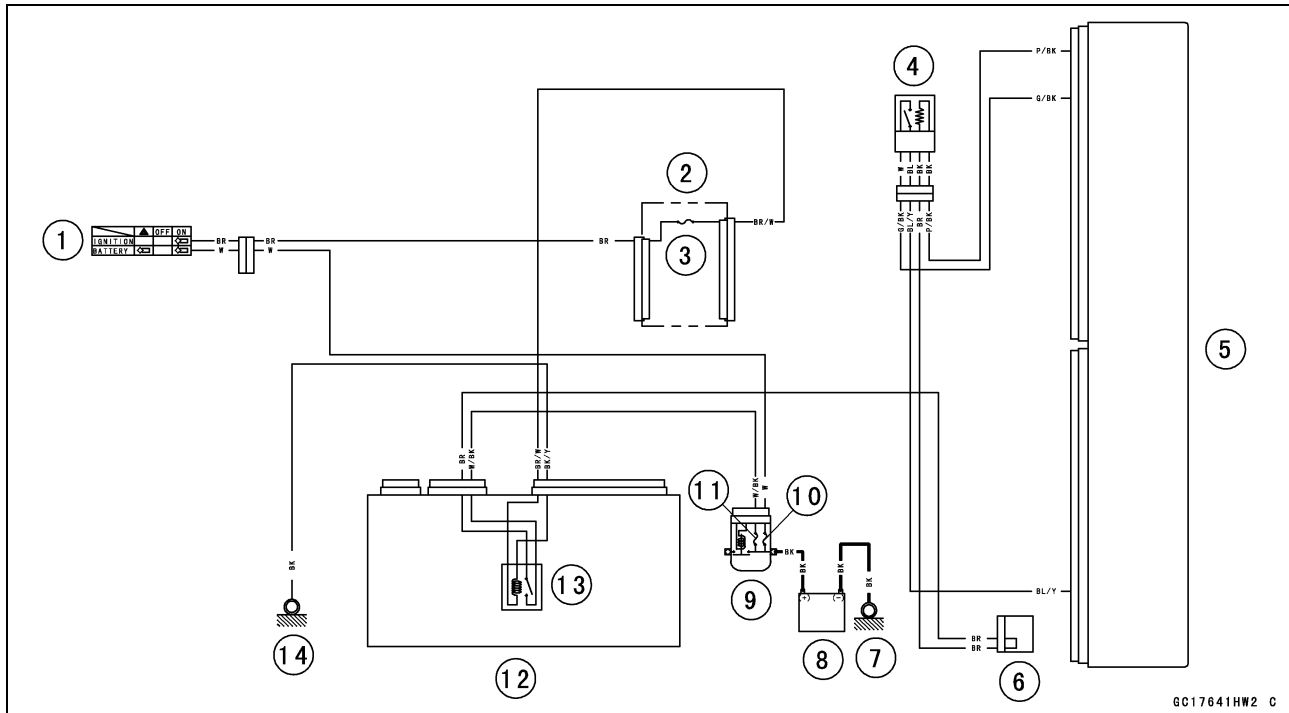 P/BK
G/BK
4
W BL BK BK
G/BK BL/Y BR P/BK
2
BR/W
3
BR
1
▲ OFF ON
IGNITION
BATTERY
BR BR
W W
5
BR W/BK BR/W BK/Y
11 10
W/BK W
BK
BK BK BK
BK
13
9
8
7
14
12
(+) (-)
BL/Y
BR
BR
6
GC17641HW2 C